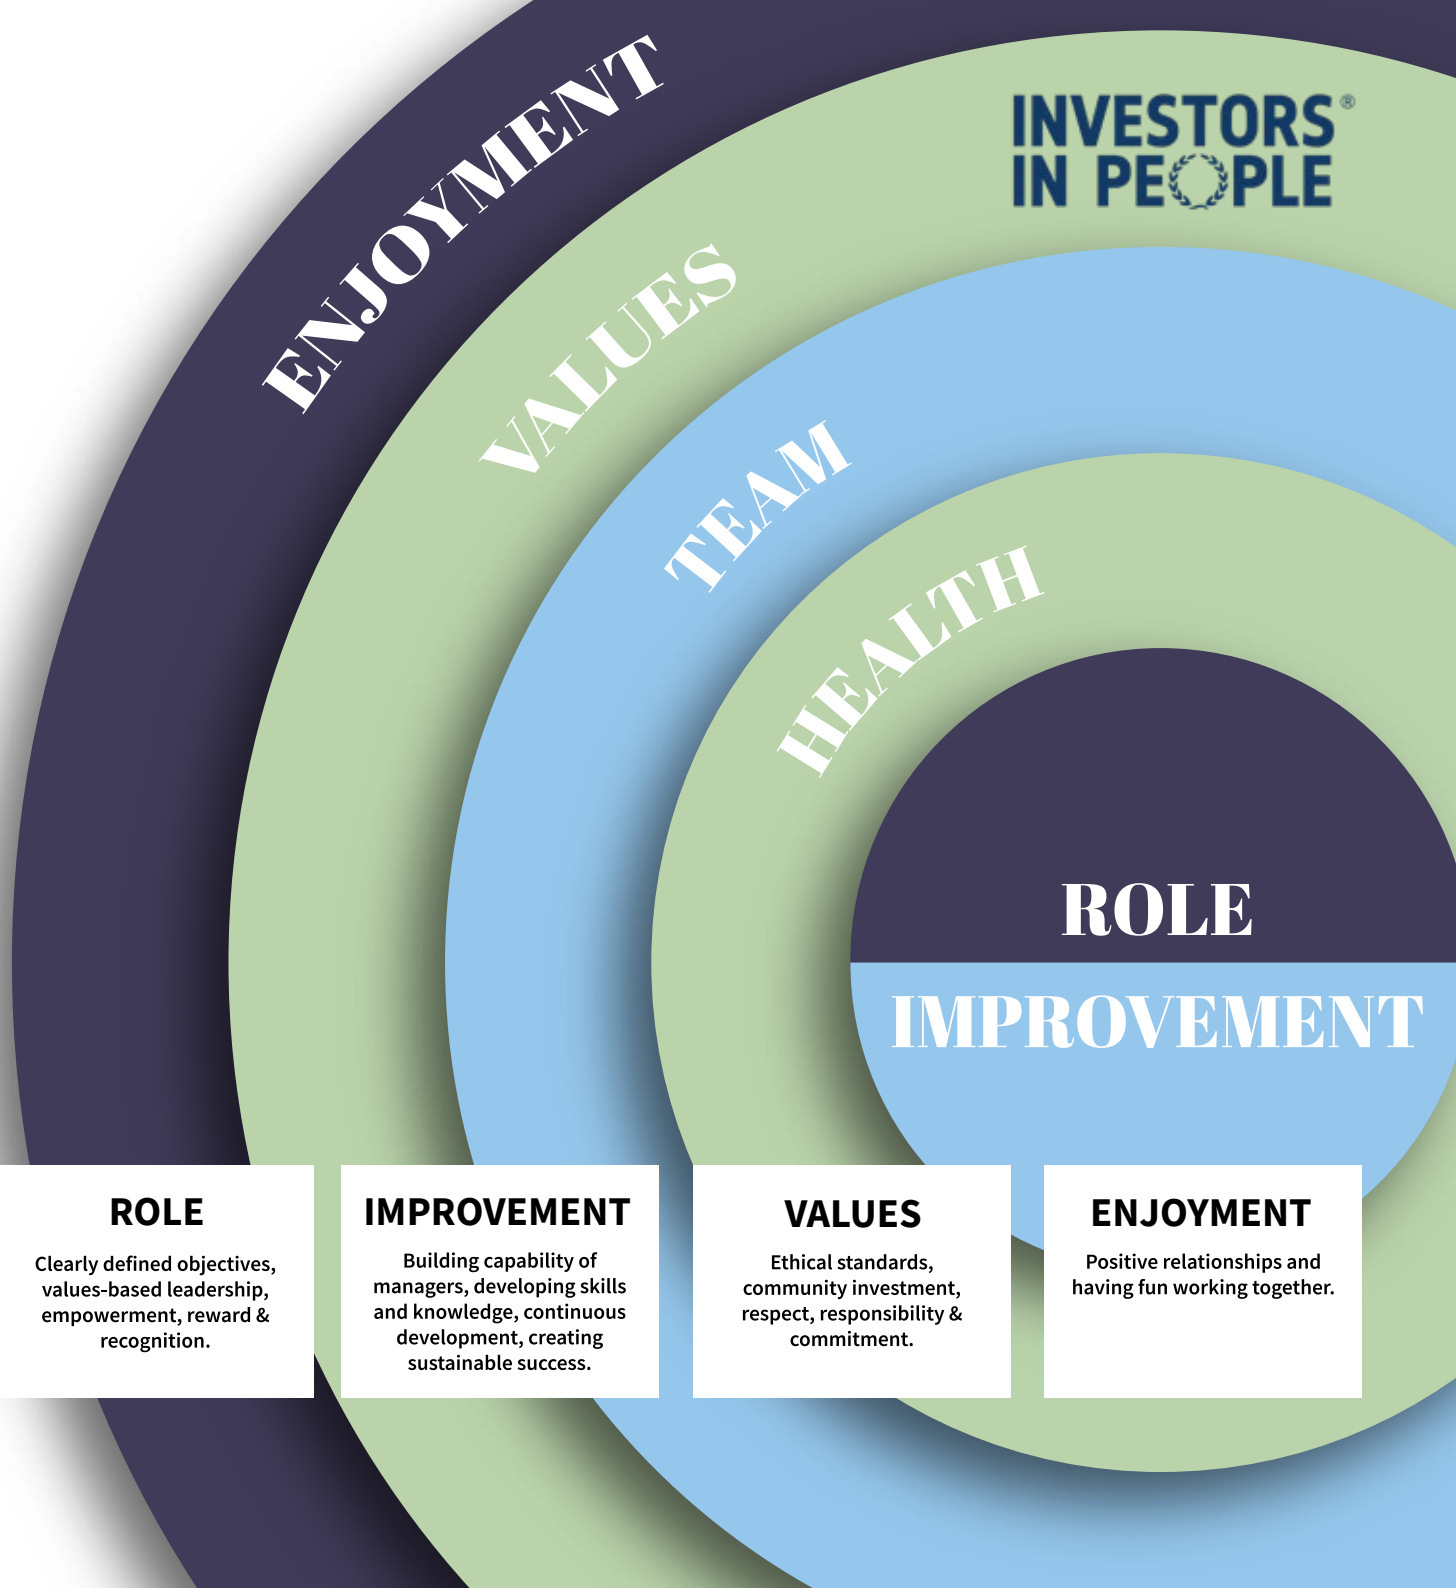 ENJOYMENT
INVESTORS®
IN PEOPLE
VALUES
TEAM
HEALTH
ROLE
IMPROVEMENT
ROLE
Clearly defined objectives,
values-based leadership,
empowerment, reward &
recognition.
IMPROVEMENT
Building capability of
managers, developing skills
and knowledge, continuous
development, creating
sustainable success.
VALUES
Ethical standards,
community investment,
respect, responsibility &
commitment.
ENJOYMENT
Positive relationships and
having fun working together.